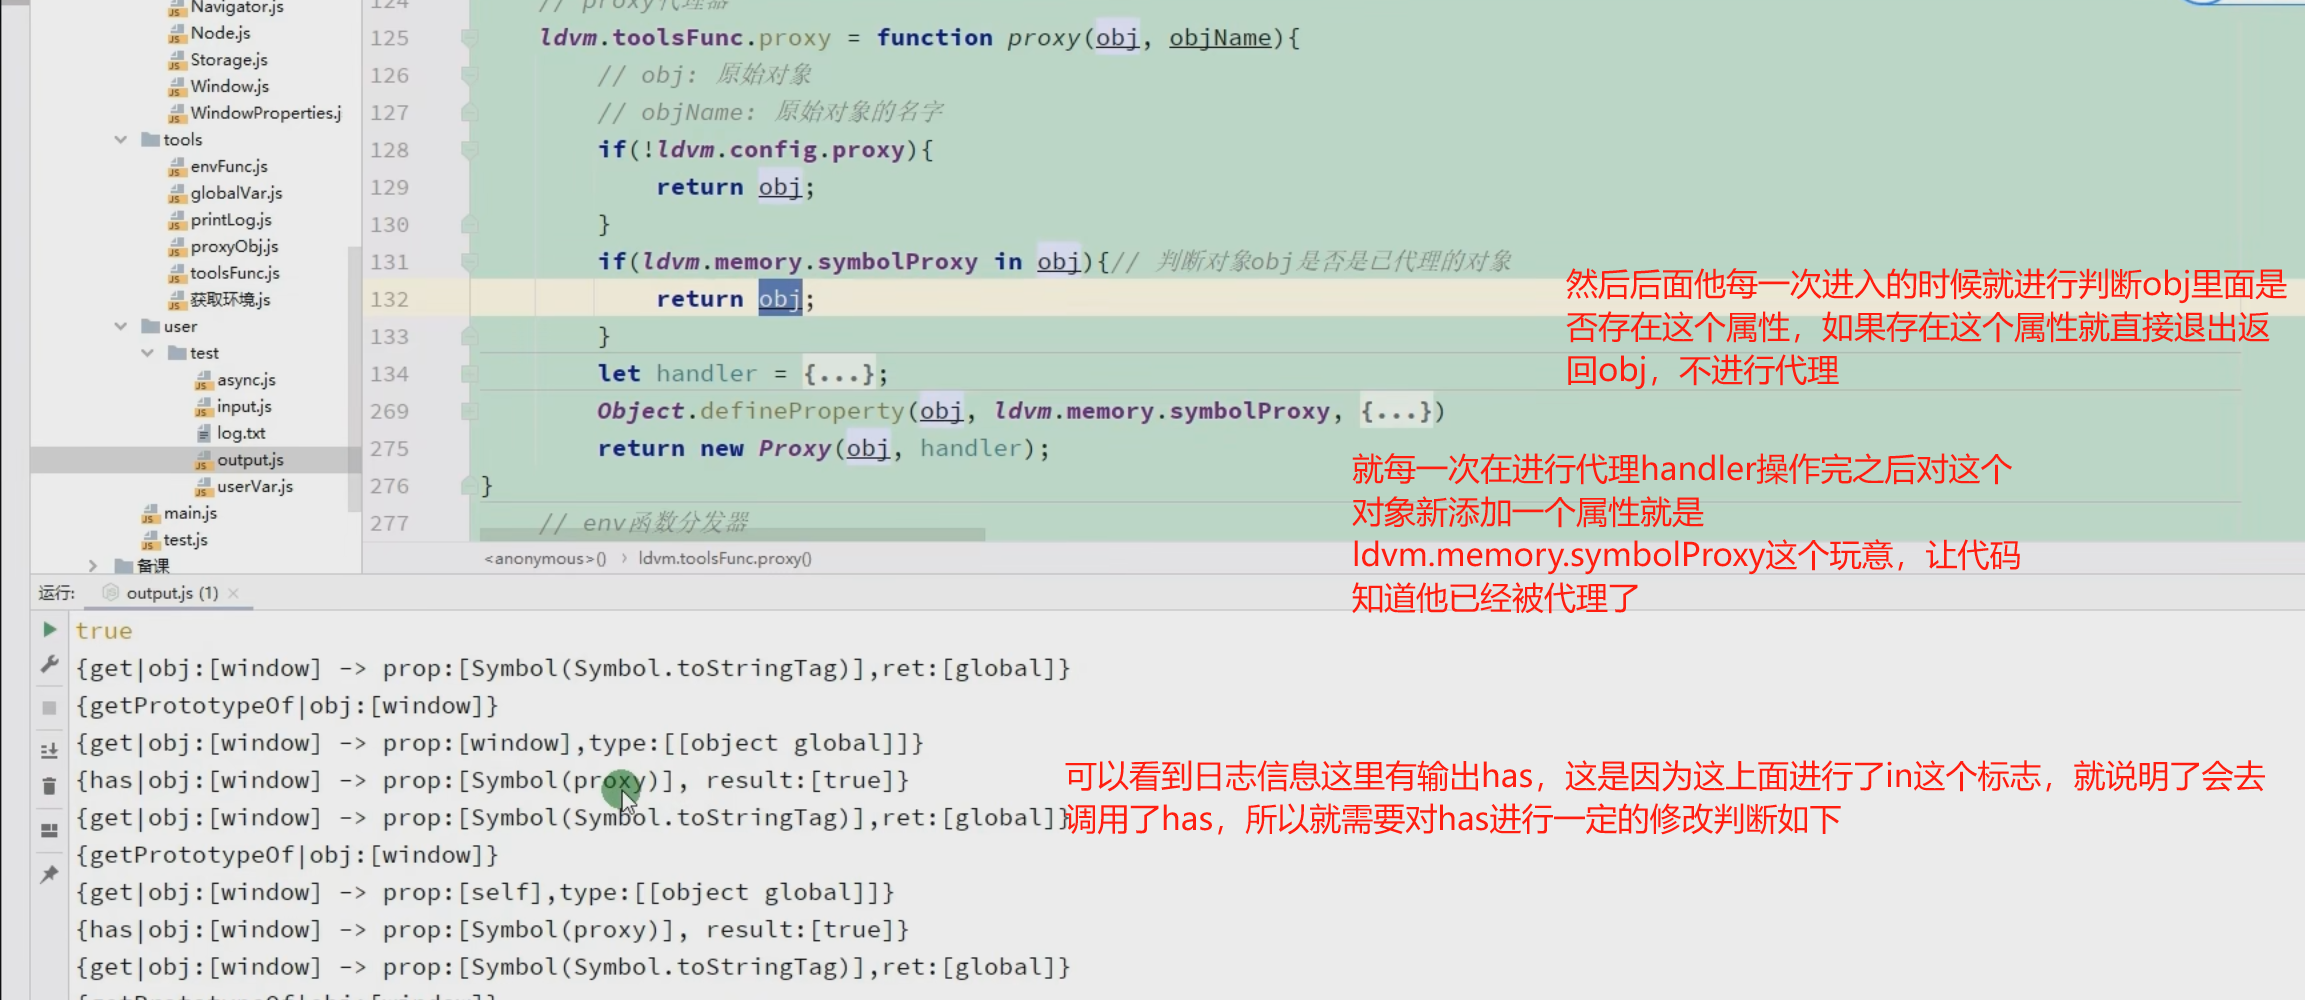 Navigator.js
Node.js
Storage.js
Window.js
WindowProperties.j
tools
envFunc.js
globalVar.js
printLog.js
proxyObj.js
toolsFunc.js
获取环境.js
user
test
async.js
input.js
log.txt
output.js
userVar.js
main.js
test.js
备课
124 // proxy代理器
125 ldvm.toolsFunc.proxy = function proxy(obj, objName){
126 // obj: 原始对象
127 // objName: 原始对象的名字
128 if(!ldvm.config.proxy){
129 return obj;
130 }
131 if(ldvm.memory.symbolProxy in obj){// 判断对象obj是否是已代理的对象
132 return obj;
133 }
134 let handler = {...};
269 Object.defineProperty(obj, ldvm.memory.symbolProxy, {...})
275 return new Proxy(obj, handler);
276 }
277 // env函数分发器
<anonymous>() › ldvm.toolsFunc.proxy()
然后后面他每一次进入的时候就进行判断obj里面是
否存在这个属性，如果存在这个属性就直接退出返
回obj，不进行代理
就每一次在进行代理handler操作完之后对这个
对象新添加一个属性就是
ldvm.memory.symbolProxy这个玩意，让代码
知道他已经被代理了
运行: output.js (1) ×
true
{get|obj:[window] -> prop:[Symbol(Symbol.toStringTag)],ret:[global]}
{getPrototypeOf|obj:[window]}
{get|obj:[window] -> prop:[window],type:[[object global]]}
{has|obj:[window] -> prop:[Symbol(proxy)], result:[true]}
{get|obj:[window] -> prop:[Symbol(Symbol.toStringTag)],ret:[global]}
{getPrototypeOf|obj:[window]}
{get|obj:[window] -> prop:[self],type:[[object global]]}
{has|obj:[window] -> prop:[Symbol(proxy)], result:[true]}
{get|obj:[window] -> prop:[Symbol(Symbol.toStringTag)],ret:[global]}
{getPrototypeOf|obj:[window]}
可以看到日志信息这里有输出has，这是因为这上面进行了in这个标志，就说明了会去
调用了has，所以就需要对has进行一定的修改判断如下